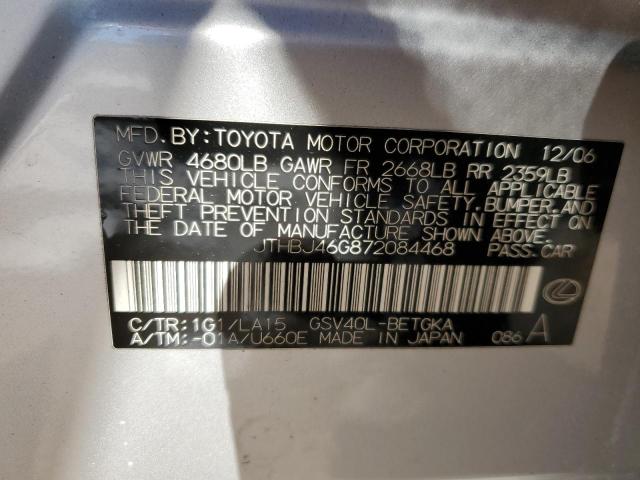 MFD. BY: TOYOTA MOTOR CORPORATION 12/06
GVWR 4680LB GAWR FR 2668LB RR 2359LB
THIS VEHICLE CONFORMS TO ALL APPLICABLE
FEDERAL MOTOR VEHICLE SAFETY, BUMPER, AND
THEFT PREVENTION STANDARDS IN EFFECT ON
THE DATE OF MANUFACTURE SHOWN ABOVE.
JTHBJ46G872084468 PASS. CAR
C/TR: 1G1/LA15 GSV40L-BETGKA
A/TM: -01A/U660E MADE IN JAPAN 086 A